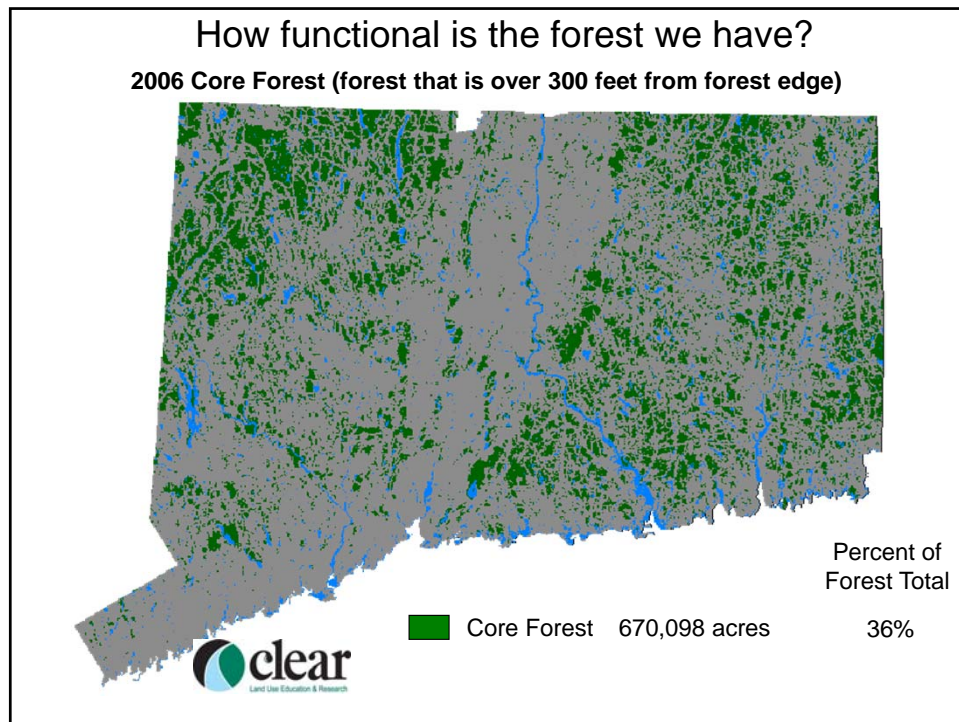 How functional is the forest we have?
2006 Core Forest (forest that is over 300 feet from forest edge)
Percent of
Forest Total
Core Forest 670,098 acres 36%
clear
Land Use Education & Research